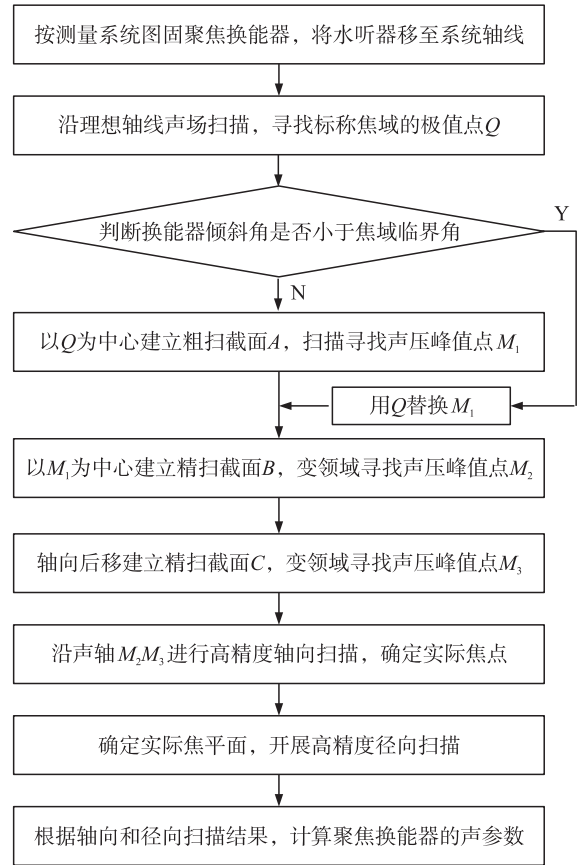 按测量系统图固聚焦换能器，将水听器移至系统轴线
沿理想轴线声场扫描，寻找标称焦域的极值点Q
判断换能器倾斜角是否小于焦域临界角
Y
N
以Q为中心建立粗扫截面A，扫描寻找声压峰值点M₁
用Q替换M₁
以M₁为中心建立精扫截面B，变领域寻找声压峰值点M₂
轴向后移建立精扫截面C，变领域寻找声压峰值点M₃
沿声轴M₂M₃进行高精度轴向扫描，确定实际焦点
确定实际焦平面，开展高精度径向扫描
根据轴向和径向扫描结果，计算聚焦换能器的声参数